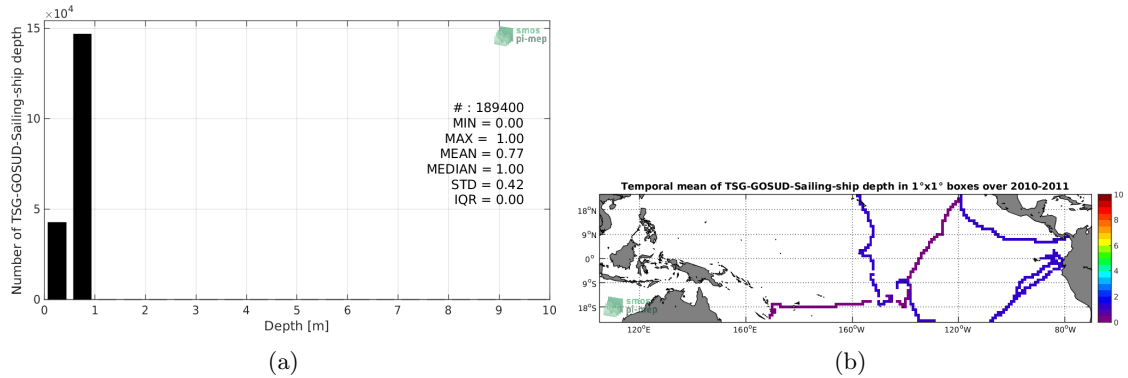 ×10⁴
15
10
5
0
Number of TSG-GOSUD-Sailing-ship depth
smos
pi-mep
# : 189400
MIN = 0.00
MAX = 1.00
MEAN = 0.77
MEDIAN = 1.00
STD = 0.42
IQR = 0.00
0 1 2 3 4 5 6 7 8 9 10
Depth [m]
(a)
Temporal mean of TSG-GOSUD-Sailing-ship depth in 1°x1° boxes over 2010-2011
18°N
9°N
0°
9°S
18°S
smos
pi-mep
120°E 160°E 160°W 120°W 80°W
10
8
6
4
2
0
(b)